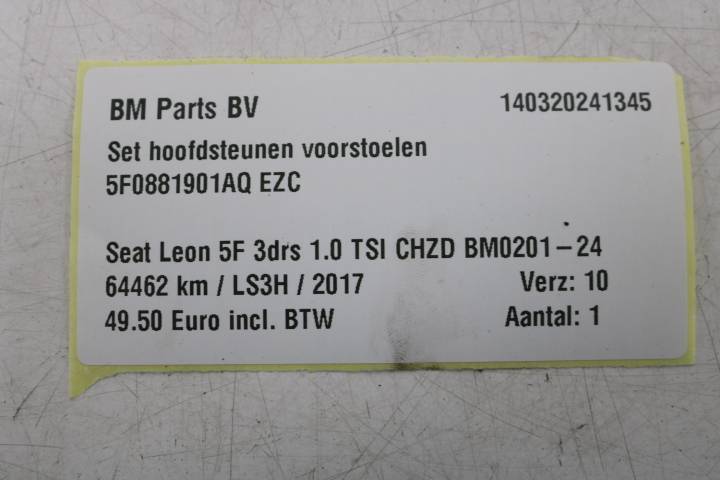 BM Parts BV 140320241345
Set hoofdsteunen voorstoelen
5F0881901AQ EZC
Seat Leon 5F 3drs 1.0 TSI CHZD BM0201-24
64462 km / LS3H / 2017 Verz: 10
49.50 Euro incl. BTW Aantal: 1